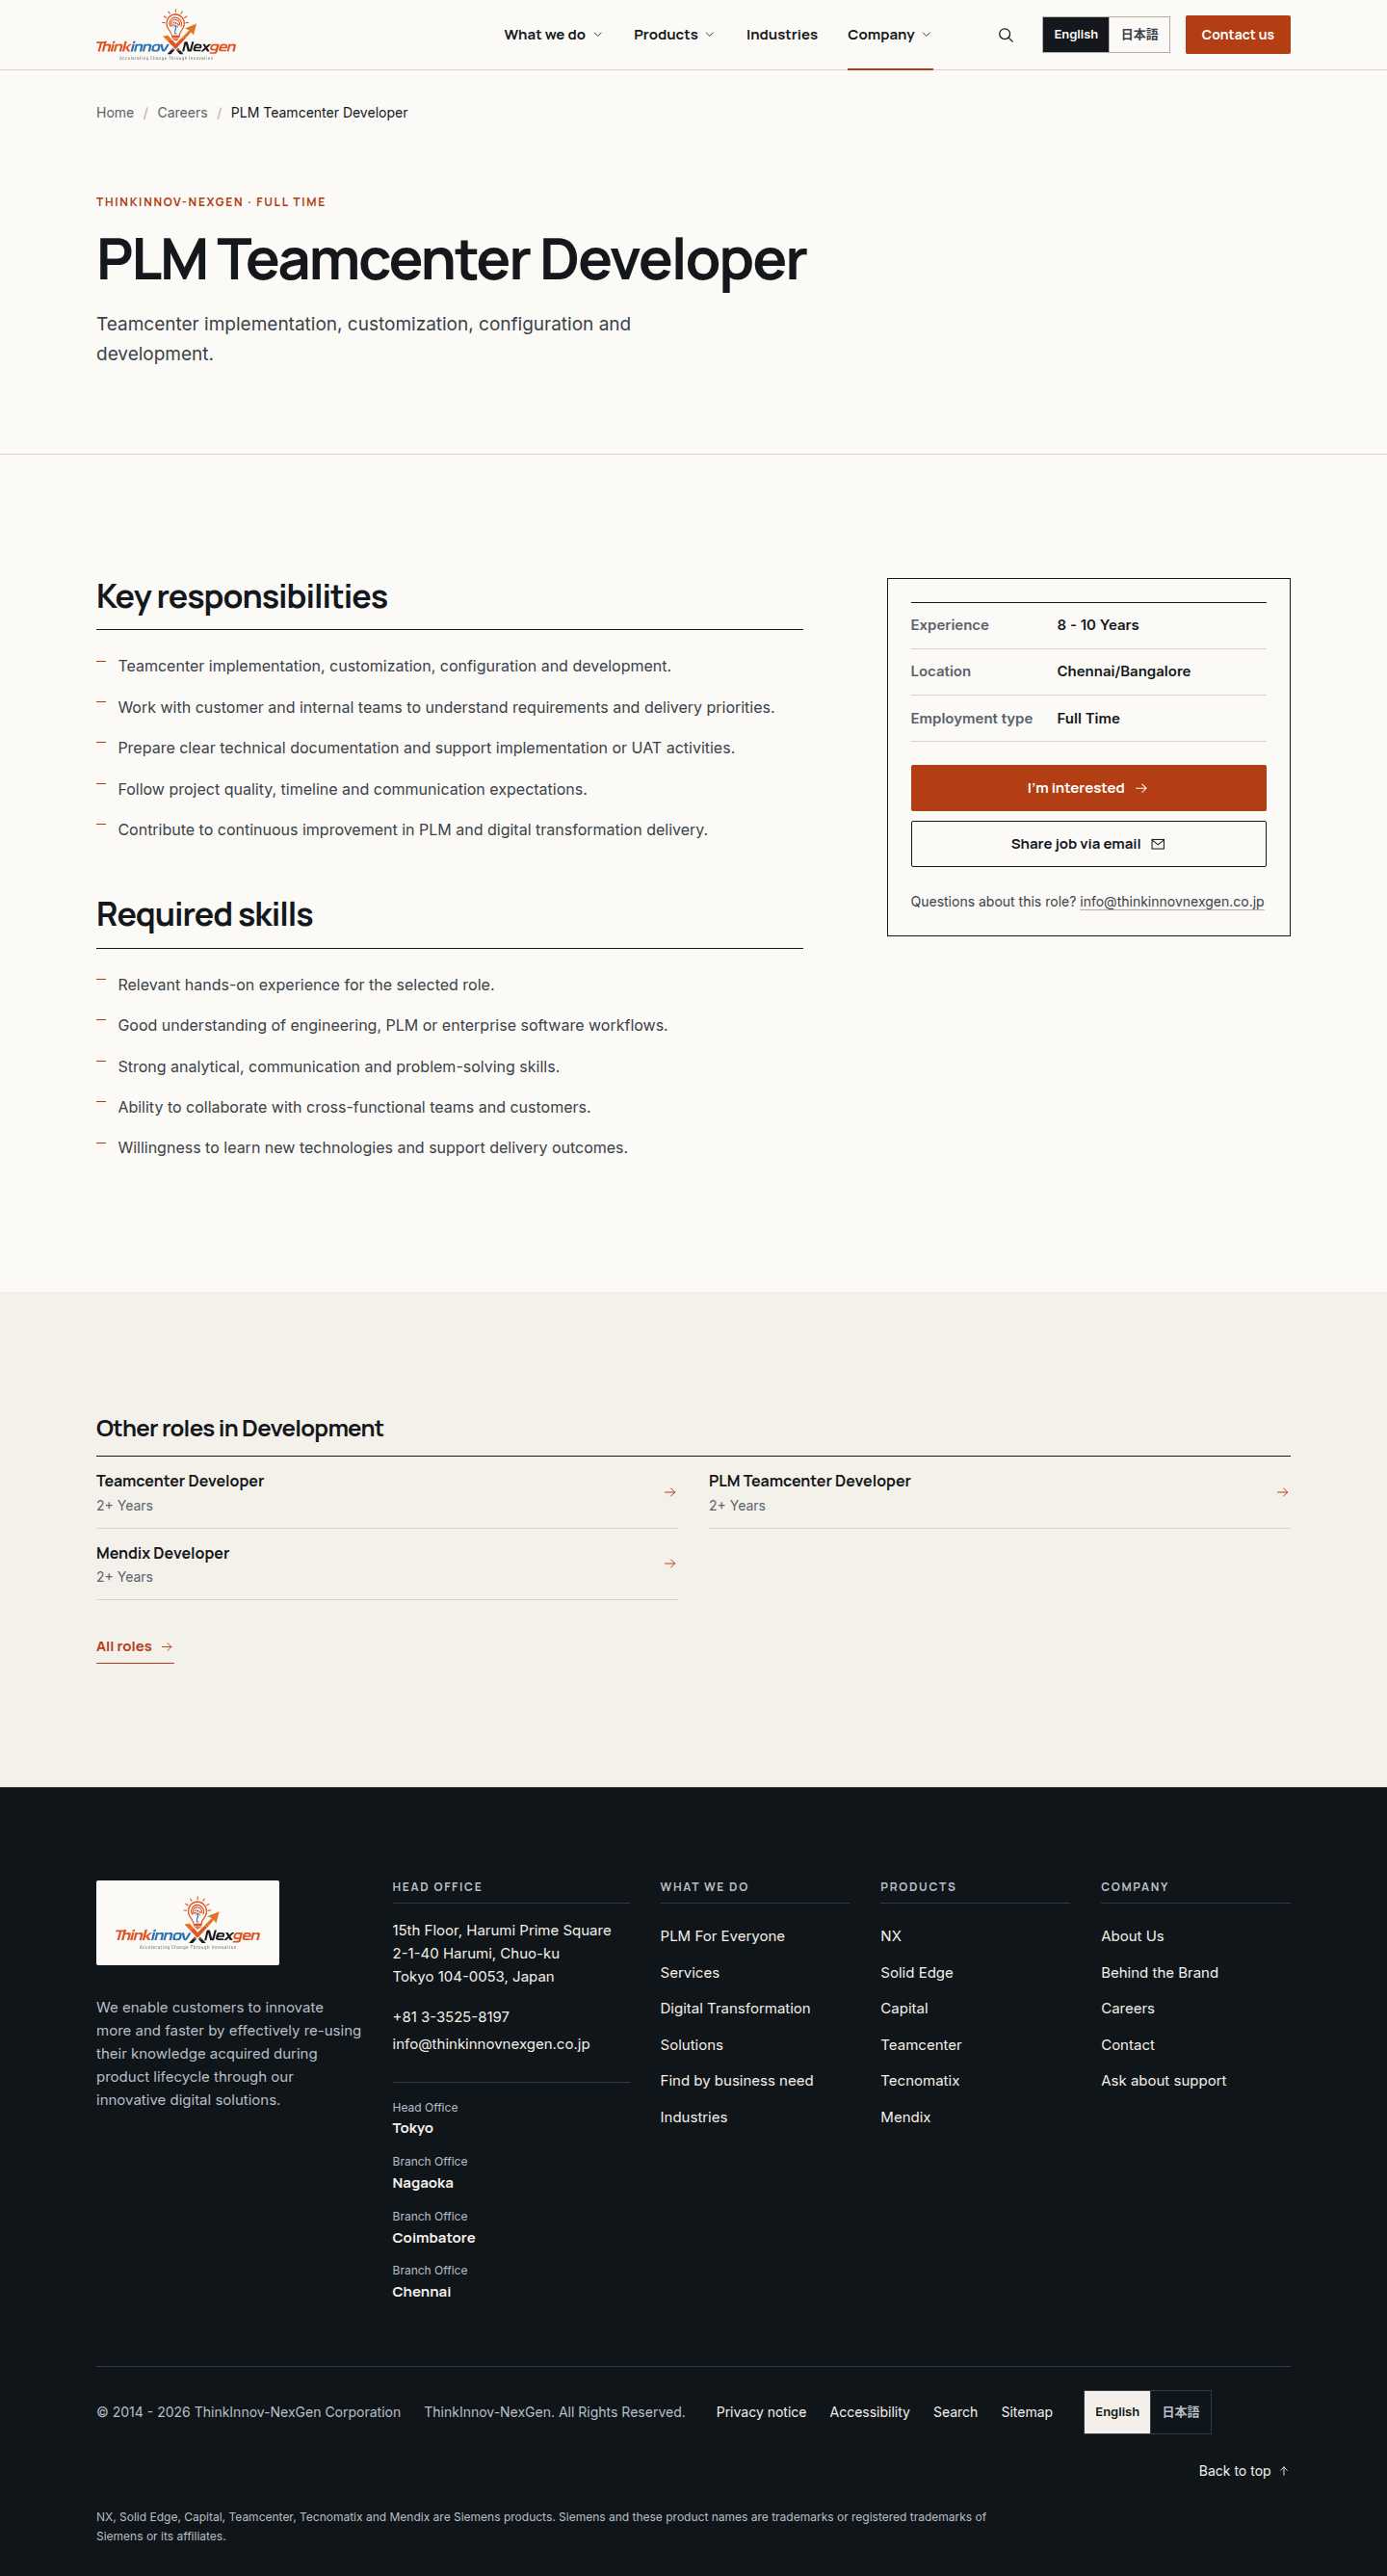 ThinkinnovXNexgen
Accelerating Change Through Innovation
What we do
Products
Industries
Company
English
日本語
Contact us
Home / Careers / PLM Teamcenter Developer
THINKINNOV-NEXGEN · FULL TIME
PLM Teamcenter Developer
Teamcenter implementation, customization, configuration and
development.
Key responsibilities
Teamcenter implementation, customization, configuration and development.
Work with customer and internal teams to understand requirements and delivery priorities.
Prepare clear technical documentation and support implementation or UAT activities.
Follow project quality, timeline and communication expectations.
Contribute to continuous improvement in PLM and digital transformation delivery.
Required skills
Relevant hands-on experience for the selected role.
Good understanding of engineering, PLM or enterprise software workflows.
Strong analytical, communication and problem-solving skills.
Ability to collaborate with cross-functional teams and customers.
Willingness to learn new technologies and support delivery outcomes.
Experience 8 - 10 Years
Location Chennai/Bangalore
Employment type Full Time
I'm interested →
Share job via email
Questions about this role? info@thinkinnovnexgen.co.jp
Other roles in Development
Teamcenter Developer
2+ Years
PLM Teamcenter Developer
2+ Years
Mendix Developer
2+ Years
All roles →
ThinkinnovXNexgen
Accelerating Change Through Innovation
We enable customers to innovate
more and faster by effectively re-using
their knowledge acquired during
product lifecycle through our
innovative digital solutions.
HEAD OFFICE
15th Floor, Harumi Prime Square
2-1-40 Harumi, Chuo-ku
Tokyo 104-0053, Japan
+81 3-3525-8197
info@thinkinnovnexgen.co.jp
Head Office
Tokyo
Branch Office
Nagaoka
Branch Office
Coimbatore
Branch Office
Chennai
WHAT WE DO
PLM For Everyone
Services
Digital Transformation
Solutions
Find by business need
Industries
PRODUCTS
NX
Solid Edge
Capital
Teamcenter
Tecnomatix
Mendix
COMPANY
About Us
Behind the Brand
Careers
Contact
Ask about support
© 2014 - 2026 ThinkInnov-NexGen Corporation
ThinkInnov-NexGen. All Rights Reserved.
Privacy notice
Accessibility
Search
Sitemap
English
日本語
Back to top ↑
NX, Solid Edge, Capital, Teamcenter, Tecnomatix and Mendix are Siemens products. Siemens and these product names are trademarks or registered trademarks of
Siemens or its affiliates.